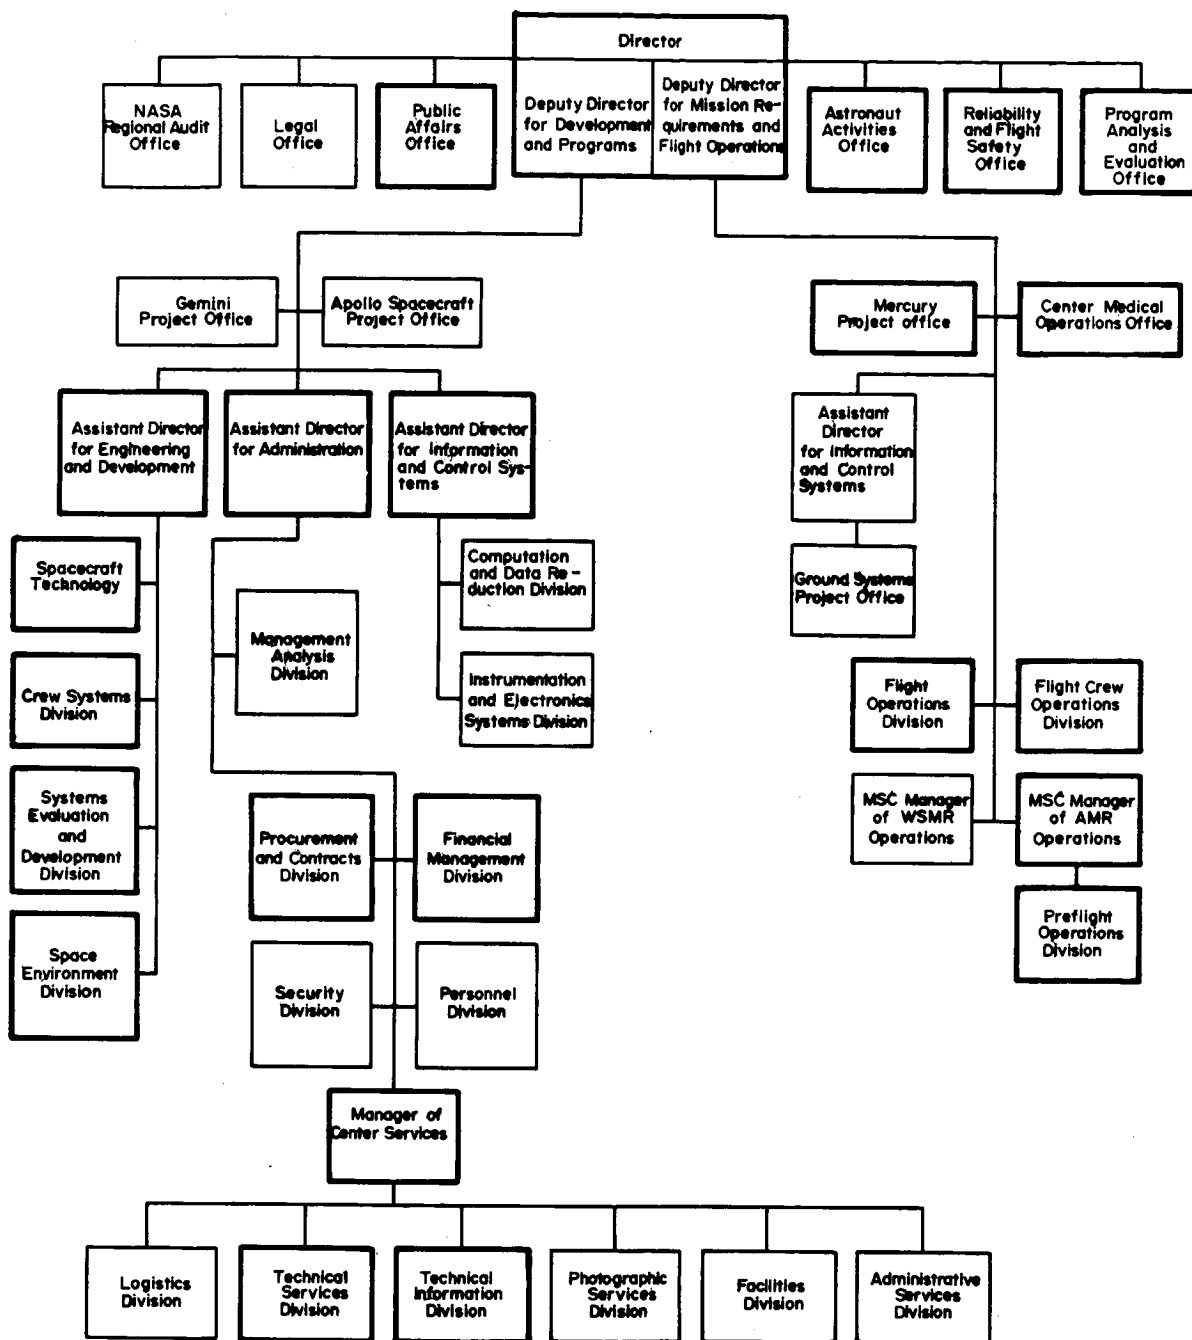 Director
Deputy Director
for Development
and Programs
Deputy Director
for Mission Re-
quirements and
Flight Operations
NASA
Regional Audit
Office
Legal
Office
Public
Affairs
Office
Astronaut
Activities
Office
Reliability
and Flight
Safety
Office
Program
Analysis
and
Evaluation
Office
Gemini
Project Office
Apollo Spacecraft
Project Office
Mercury
Project office
Center Medical
Operations Office
Assistant Director
for Engineering
and Development
Assistant Director
for Administration
Assistant Director
for Information
and Control Sys-
tems
Assistant
Director
for Information
and Control
Systems
Spacecraft
Technology
Computation
and Data Re-
duction Division
Ground Systems
Project Office
Management
Analysis
Division
Crew Systems
Division
Instrumentation
and Electronics
Systems Division
Flight
Operations
Division
Flight Crew
Operations
Division
Systems
Evaluation
and
Development
Division
Procurement
and Contracts
Division
Financial
Management
Division
MSC Manager
of WSMR
Operations
MSC Manager
of AMR
Operations
Preflight
Operations
Division
Space
Environment
Division
Security
Division
Personnel
Division
Manager of
Center Services
Logistics
Division
Technical
Services
Division
Technical
Information
Division
Photographic
Services
Division
Facilities
Division
Administrative
Services
Division